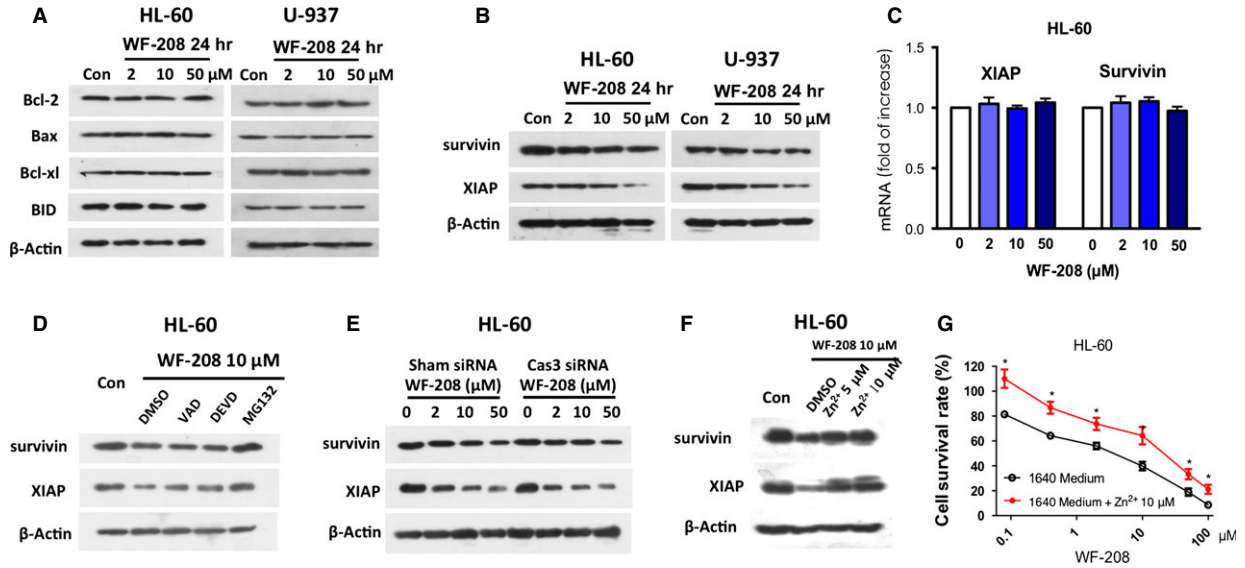 A
HL-60 U-937
WF-208 24 hr WF-208 24 hr
Con 2 10 50 μM Con 2 10 50 μM
Bcl-2
Bax
Bcl-xl
BID
β-Actin
B
HL-60 U-937
WF-208 24 hr WF-208 24 hr
Con 2 10 50 μM Con 2 10 50 μM
survivin
XIAP
β-Actin
C
HL-60
XIAP Survivin
mRNA (fold of increase)
1.5
1.0
0.5
0.0
0 2 10 50 0 2 10 50
WF-208 (μM)
D
HL-60
WF-208 10 μM
Con DMSO VAD DEVD MG132
survivin
XIAP
β-Actin
E
HL-60
Sham siRNA Cas3 siRNA
WF-208 (μM) WF-208 (μM)
0 2 10 50 0 2 10 50
survivin
XIAP
β-Actin
F
HL-60
WF-208 10 μM
Con DMSO Zn²⁺ 5 μM Zn²⁺ 10 μM
survivin
XIAP
β-Actin
G
HL-60
Cell survival rate (%)
120
100
80
60
40
20
0
* * * * * *
1640 Medium
1640 Medium + Zn²⁺ 10 μM
0.1 1 10 100 μM
WF-208